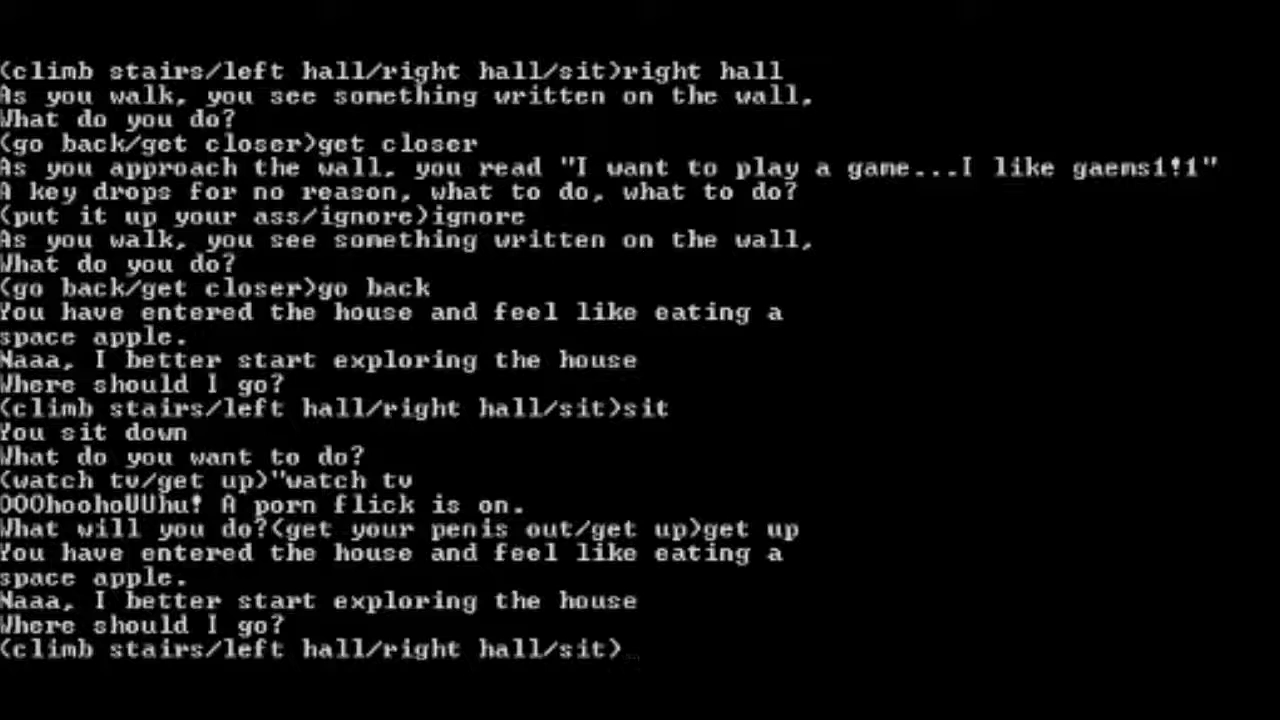 (climb stairs/left hall/right hall/sit)right hall
As you walk, you see something written on the wall,
What do you do?
(go back/get closer)get closer
As you approach the wall, you read "I want to play a game...I like gaems1!1"
A key drops for no reason, what to do, what to do?
(put it up your ass/ignore)ignore
As you walk, you see something written on the wall,
What do you do?
(go back/get closer)go back
You have entered the house and feel like eating a
space apple.
Naaa, I better start exploring the house
Where should I go?
(climb stairs/left hall/right hall/sit)sit
You sit down
What do you want to do?
(watch tv/get up)"watch tv
OOOhoohoUUhu! A porn flick is on.
What will you do?(get your penis out/get up)get up
You have entered the house and feel like eating a
space apple.
Naaa, I better start exploring the house
Where should I go?
(climb stairs/left hall/right hall/sit)